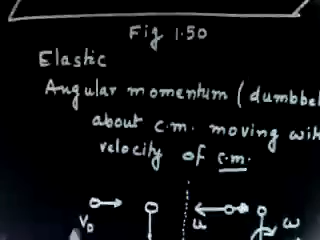 Fig 1.50
Elastic
Angular momentum (dumbbel
about c.m. moving with
velocity of c.m.
V₀ ω